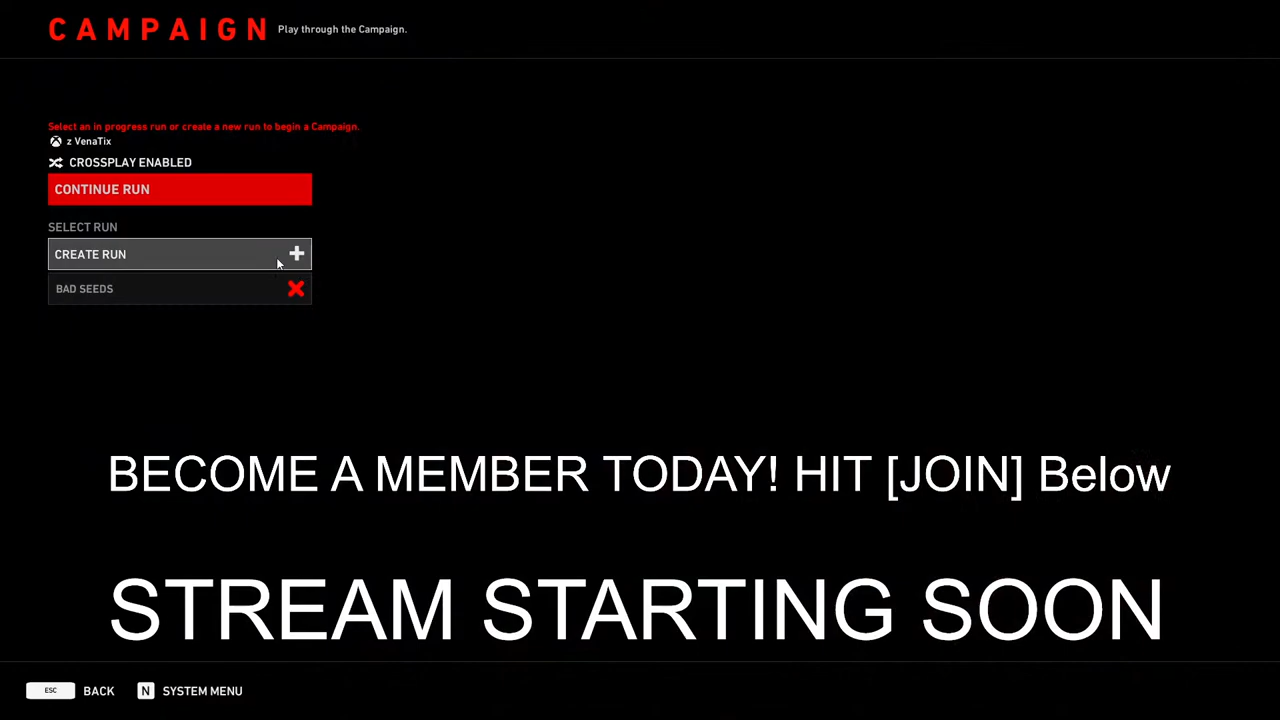 CAMPAIGN Play through the Campaign.
Select an in progress run or create a new run to begin a Campaign.
z VenaTix
CROSSPLAY ENABLED
CONTINUE RUN
SELECT RUN
CREATE RUN
BAD SEEDS
BECOME A MEMBER TODAY! HIT [JOIN] Below
STREAM STARTING SOON
ESC BACK N SYSTEM MENU